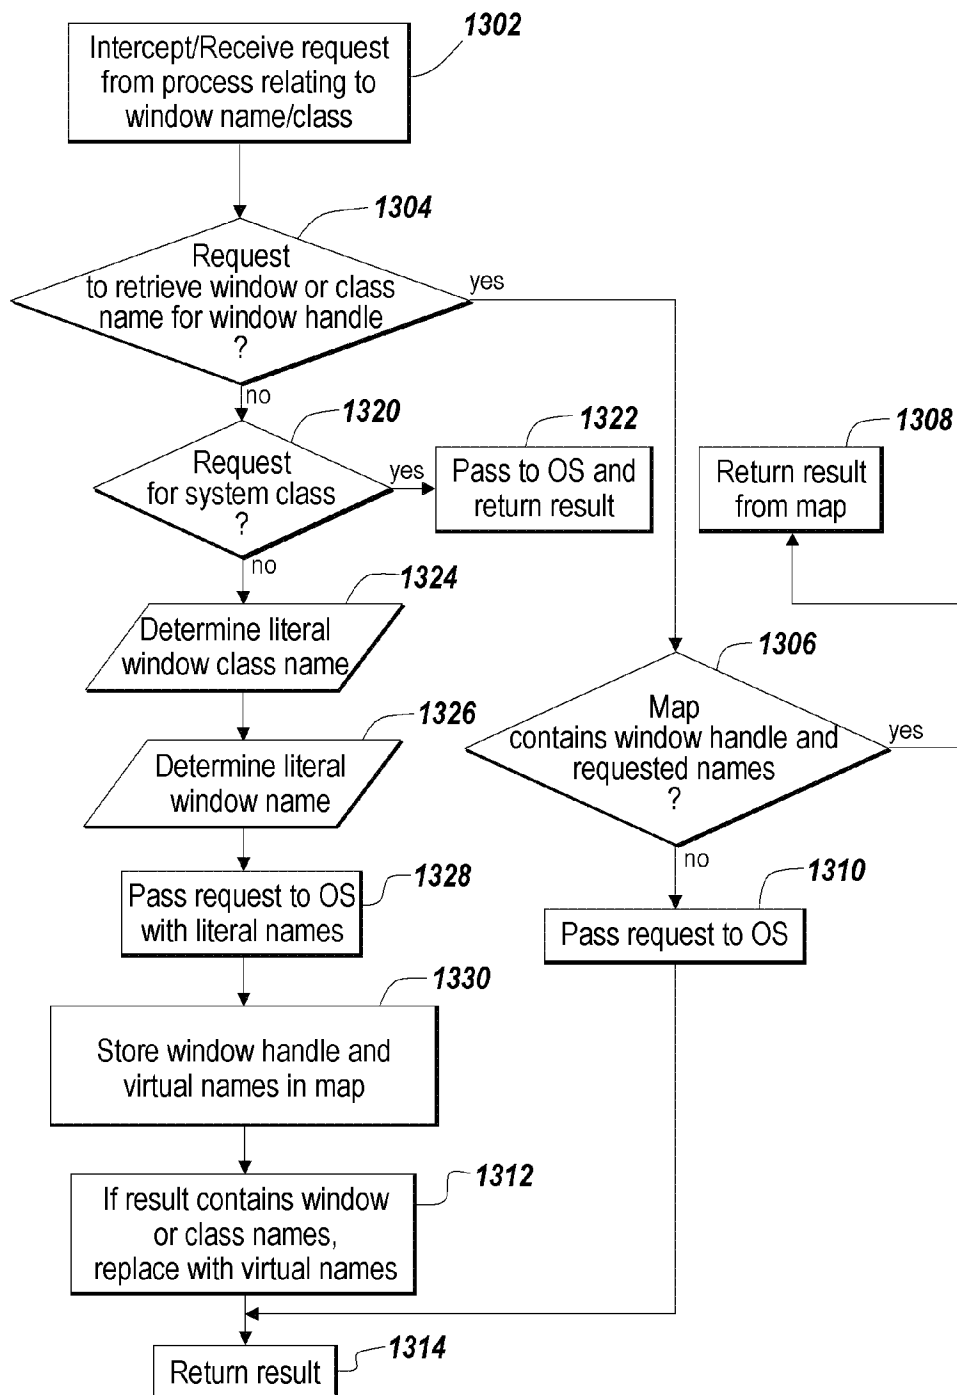 1302
Intercept/Receive request
from process relating to
window name/class
1304
Request
to retrieve window or class
name for window handle
?
yes
no
1320
Request
for system class
?
yes
no
1322
Pass to OS and
return result
1308
Return result
from map
1324
Determine literal
window class name
1306
Map
contains window handle and
requested names
?
yes
no
1326
Determine literal
window name
1328
Pass request to OS
with literal names
1310
Pass request to OS
1330
Store window handle and
virtual names in map
1312
If result contains window
or class names,
replace with virtual names
1314
Return result